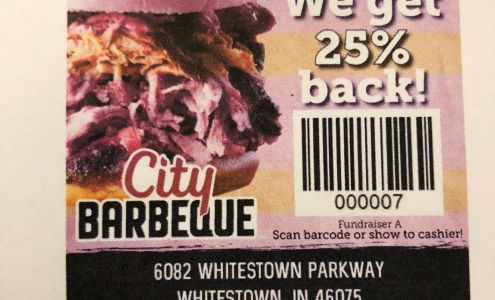 We get
25%
back!
000007
Fundraiser A
Scan barcode or show to cashier!
City
BARBEQUE
6082 WHITESTOWN PARKWAY
WHITESTOWN, IN 46075